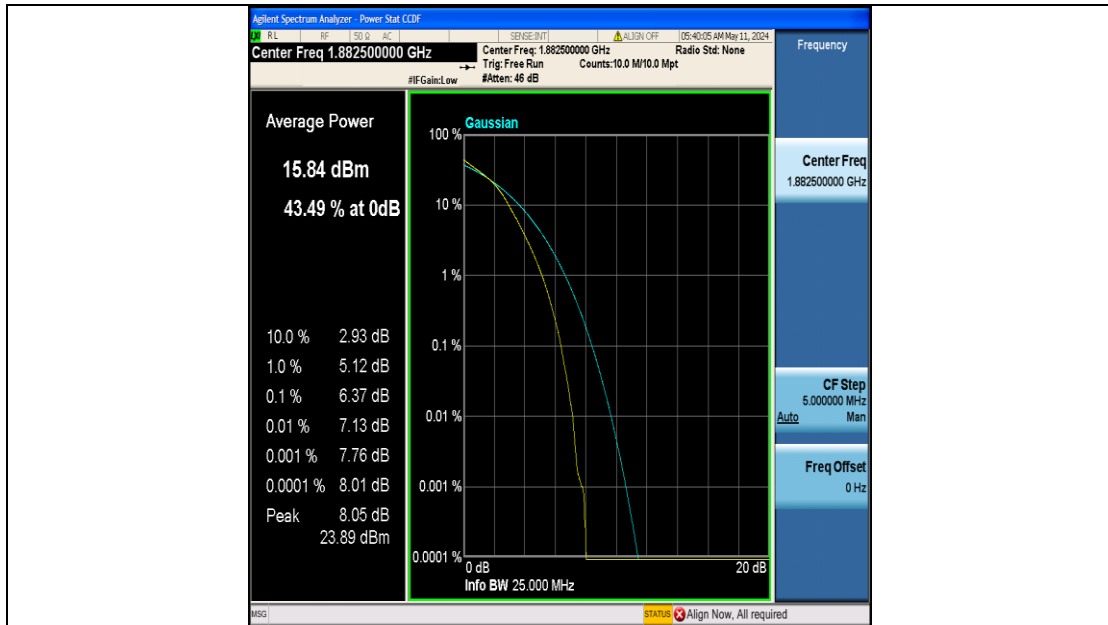 Agilent Spectrum Analyzer - Power Stat CCDF
RL RF 50 Ω AC SENSE:INT ALIGN OFF 05:40:05 AM May 11, 2024
Center Freq 1.882500000 GHz
Center Freq: 1.882500000 GHz Radio Std: None
Trig: Free Run Counts:10.0 M/10.0 Mpt
#IFGain:Low #Atten: 46 dB
Frequency
Average Power
15.84 dBm
43.49 % at 0dB
10.0 % 2.93 dB
1.0 % 5.12 dB
0.1 % 6.37 dB
0.01 % 7.13 dB
0.001 % 7.76 dB
0.0001 % 8.01 dB
Peak 8.05 dB
23.89 dBm
Gaussian
100 %
10 %
1 %
0.1 %
0.01 %
0.001 %
0.0001 %
0 dB 20 dB
Info BW 25.000 MHz
Center Freq
1.882500000 GHz
CF Step
5.000000 MHz
Auto Man
Freq Offset
0 Hz
MSG STATUS Align Now, All required